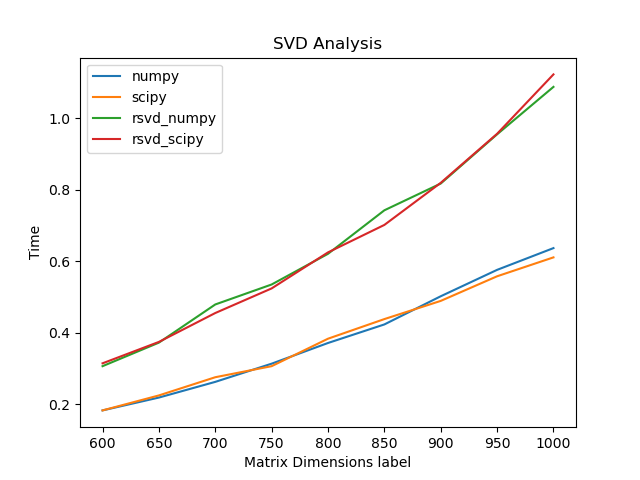 SVD Analysis
numpy
scipy
rsvd_numpy
rsvd_scipy
Time
1.0
0.8
0.6
0.4
0.2
600 650 700 750 800 850 900 950 1000
Matrix Dimensions label